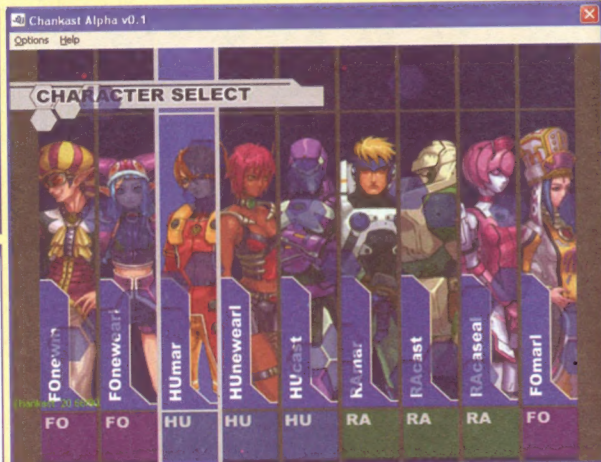 Chankast Alpha v0.1
Options Help
CHARACTER SELECT
FOnewm
FOnewearl
HUmar
HUnewearl
HUcast
RAmar
RAcast
RAcaseal
FOmarl
FO FO HU HU HU RA RA RA FO